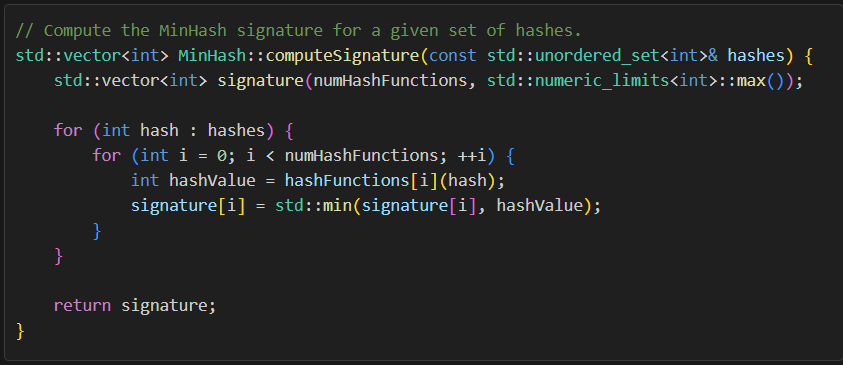 // Compute the MinHash signature for a given set of hashes.
std::vector<int> MinHash::computeSignature(const std::unordered_set<int>& hashes) {
    std::vector<int> signature(numHashFunctions, std::numeric_limits<int>::max());

    for (int hash : hashes) {
        for (int i = 0; i < numHashFunctions; ++i) {
            int hashValue = hashFunctions[i](hash);
            signature[i] = std::min(signature[i], hashValue);
        }
    }

    return signature;
}